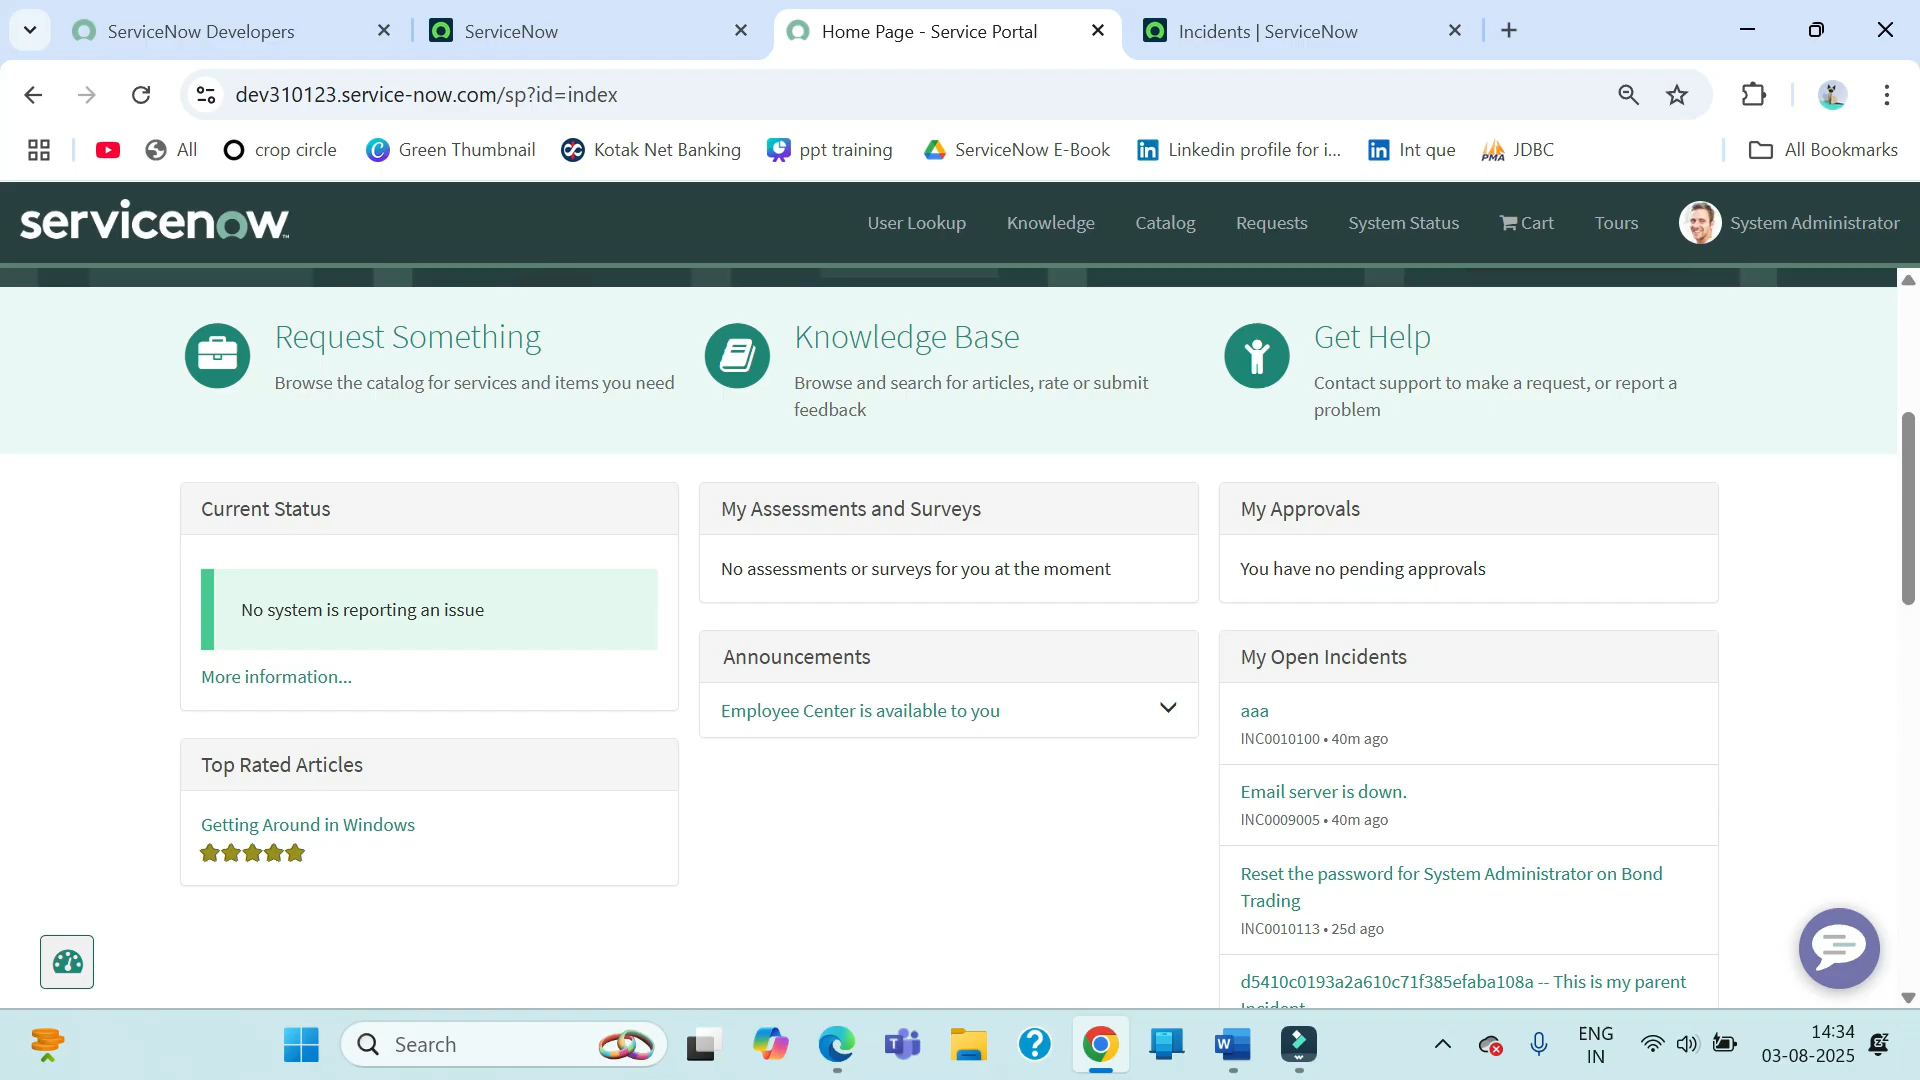 ServiceNow Developers
ServiceNow
Home Page - Service Portal
Incidents | ServiceNow
dev310123.service-now.com/sp?id=index
All
crop circle
Green Thumbnail
Kotak Net Banking
ppt training
ServiceNow E-Book
Linkedin profile for i...
Int que
PMA
JDBC
All Bookmarks
servicenow
User Lookup
Knowledge
Catalog
Requests
System Status
Cart
Tours
System Administrator
Request Something
Browse the catalog for services and items you need
Knowledge Base
Browse and search for articles, rate or submit
feedback
Get Help
Contact support to make a request, or report a
problem
Current Status
No system is reporting an issue
More information...
Top Rated Articles
Getting Around in Windows
My Assessments and Surveys
No assessments or surveys for you at the moment
Announcements
Employee Center is available to you
My Approvals
You have no pending approvals
My Open Incidents
aaa
INC0010100 • 40m ago
Email server is down.
INC0009005 • 40m ago
Reset the password for System Administrator on Bond
Trading
INC0010113 • 25d ago
d5410c0193a2a610c71f385efaba108a -- This is my parent
Incident
Search
ENG
IN
14:34
03-08-2025